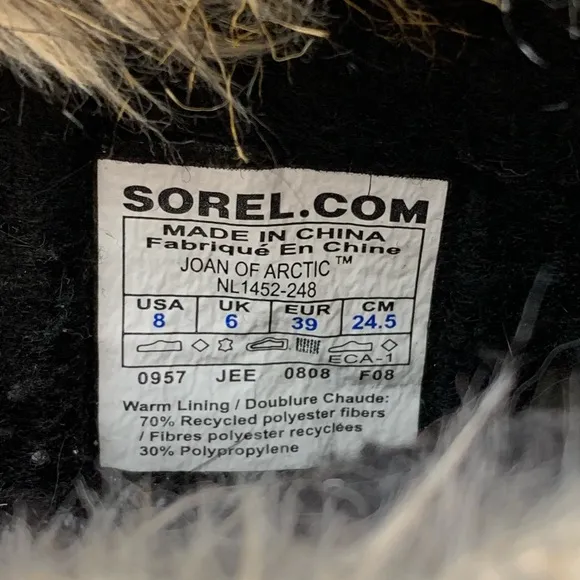 SOREL.COM
MADE IN CHINA
Fabriqué En Chine
JOAN OF ARCTIC ™
NL1452-248
USA UK EUR CM
8 6 39 24.5
ECA-1
0957 JEE 0808 F08
Warm Lining / Doublure Chaude:
70% Recycled polyester fibers
/ Fibres polyester recyclées
30% Polypropylene